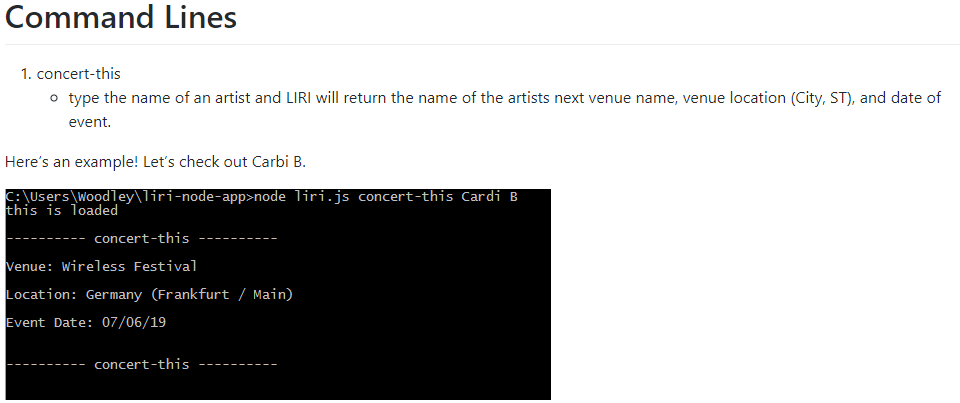 Command Lines
1. concert-this
◦ type the name of an artist and LIRI will return the name of the artists next venue name, venue location (City, ST), and date of
event.
Here's an example! Let's check out Carbi B.
C:\Users\Woodley\liri-node-app>node liri.js concert-this Cardi B
this is loaded
---------- concert-this ----------
Venue: Wireless Festival
Location: Germany (Frankfurt / Main)
Event Date: 07/06/19
---------- concert-this ----------